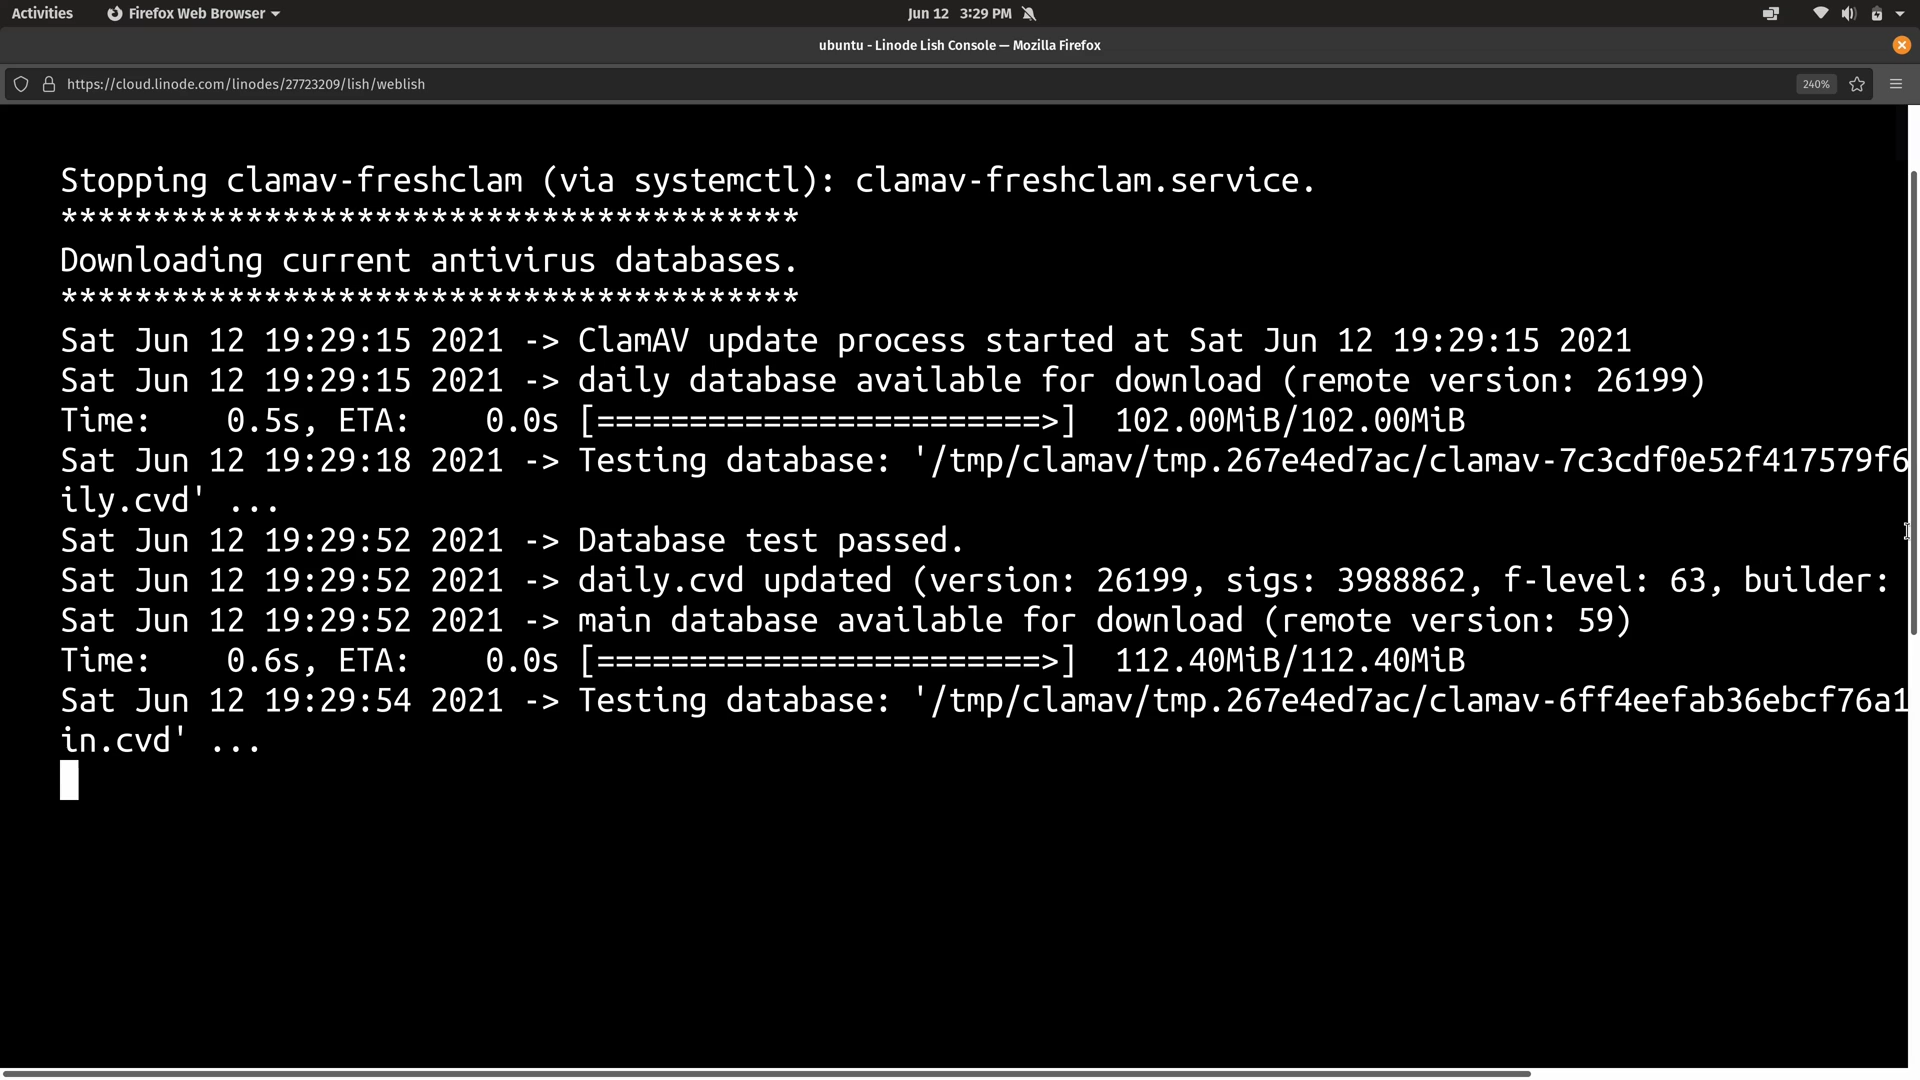 Activities Firefox Web Browser Jun 12 3:29 PM
ubuntu - Linode Lish Console — Mozilla Firefox
https://cloud.linode.com/linodes/27723209/lish/weblish 240%
Stopping clamav-freshclam (via systemctl): clamav-freshclam.service.
****************************************
Downloading current antivirus databases.
****************************************
Sat Jun 12 19:29:15 2021 -> ClamAV update process started at Sat Jun 12 19:29:15 2021
Sat Jun 12 19:29:15 2021 -> daily database available for download (remote version: 26199)
Time:    0.5s, ETA:    0.0s [========================>]  102.00MiB/102.00MiB
Sat Jun 12 19:29:18 2021 -> Testing database: '/tmp/clamav/tmp.267e4ed7ac/clamav-7c3cdf0e52f417579f6
ily.cvd' ...
Sat Jun 12 19:29:52 2021 -> Database test passed.
Sat Jun 12 19:29:52 2021 -> daily.cvd updated (version: 26199, sigs: 3988862, f-level: 63, builder:
Sat Jun 12 19:29:52 2021 -> main database available for download (remote version: 59)
Time:    0.6s, ETA:    0.0s [========================>]  112.40MiB/112.40MiB
Sat Jun 12 19:29:54 2021 -> Testing database: '/tmp/clamav/tmp.267e4ed7ac/clamav-6ff4eefab36ebcf76a1
in.cvd' ...